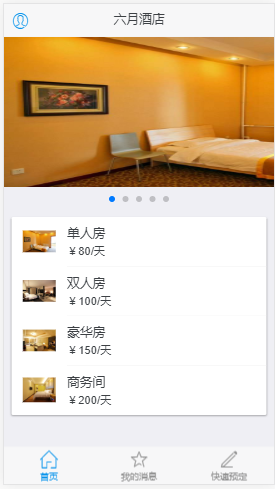 六月酒店
单人房
￥80/天
双人房
￥100/天
豪华房
￥150/天
商务间
￥200/天
首页
我的消息
快速预定